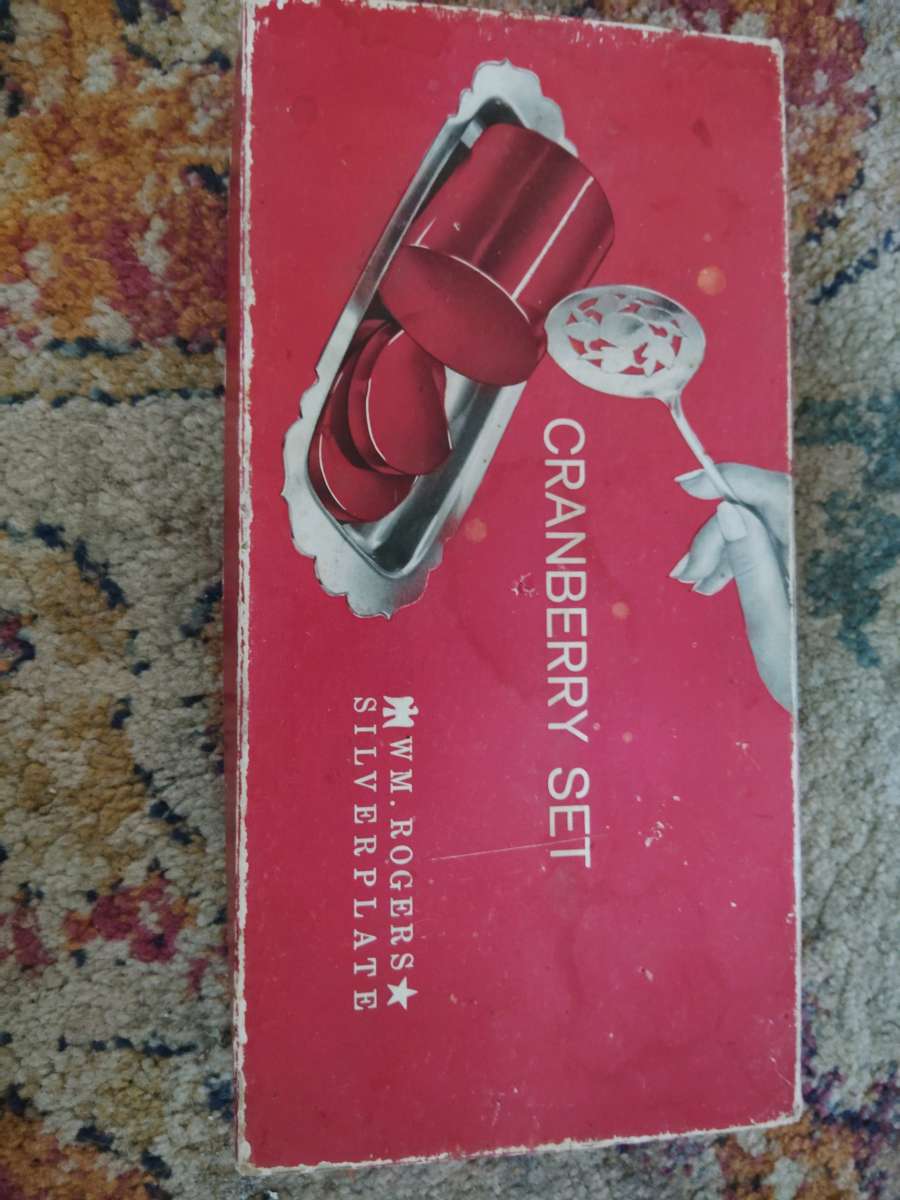 CRANBERRY SET
WM. ROGERS★
SILVERPLATE